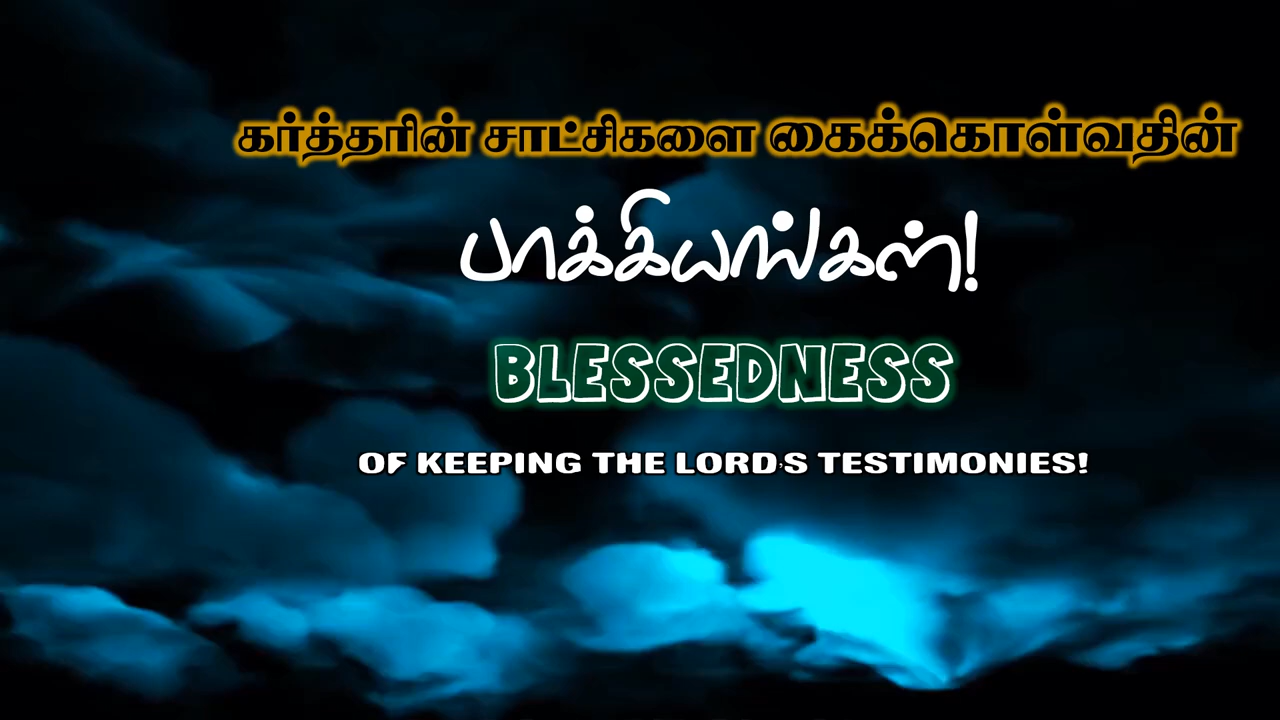 கர்த்தரின் சாட்சிகளை கைக்கொள்வதின்
பாக்கியங்கள்!
BLESSEDNESS
OF KEEPING THE LORD'S TESTIMONIES!